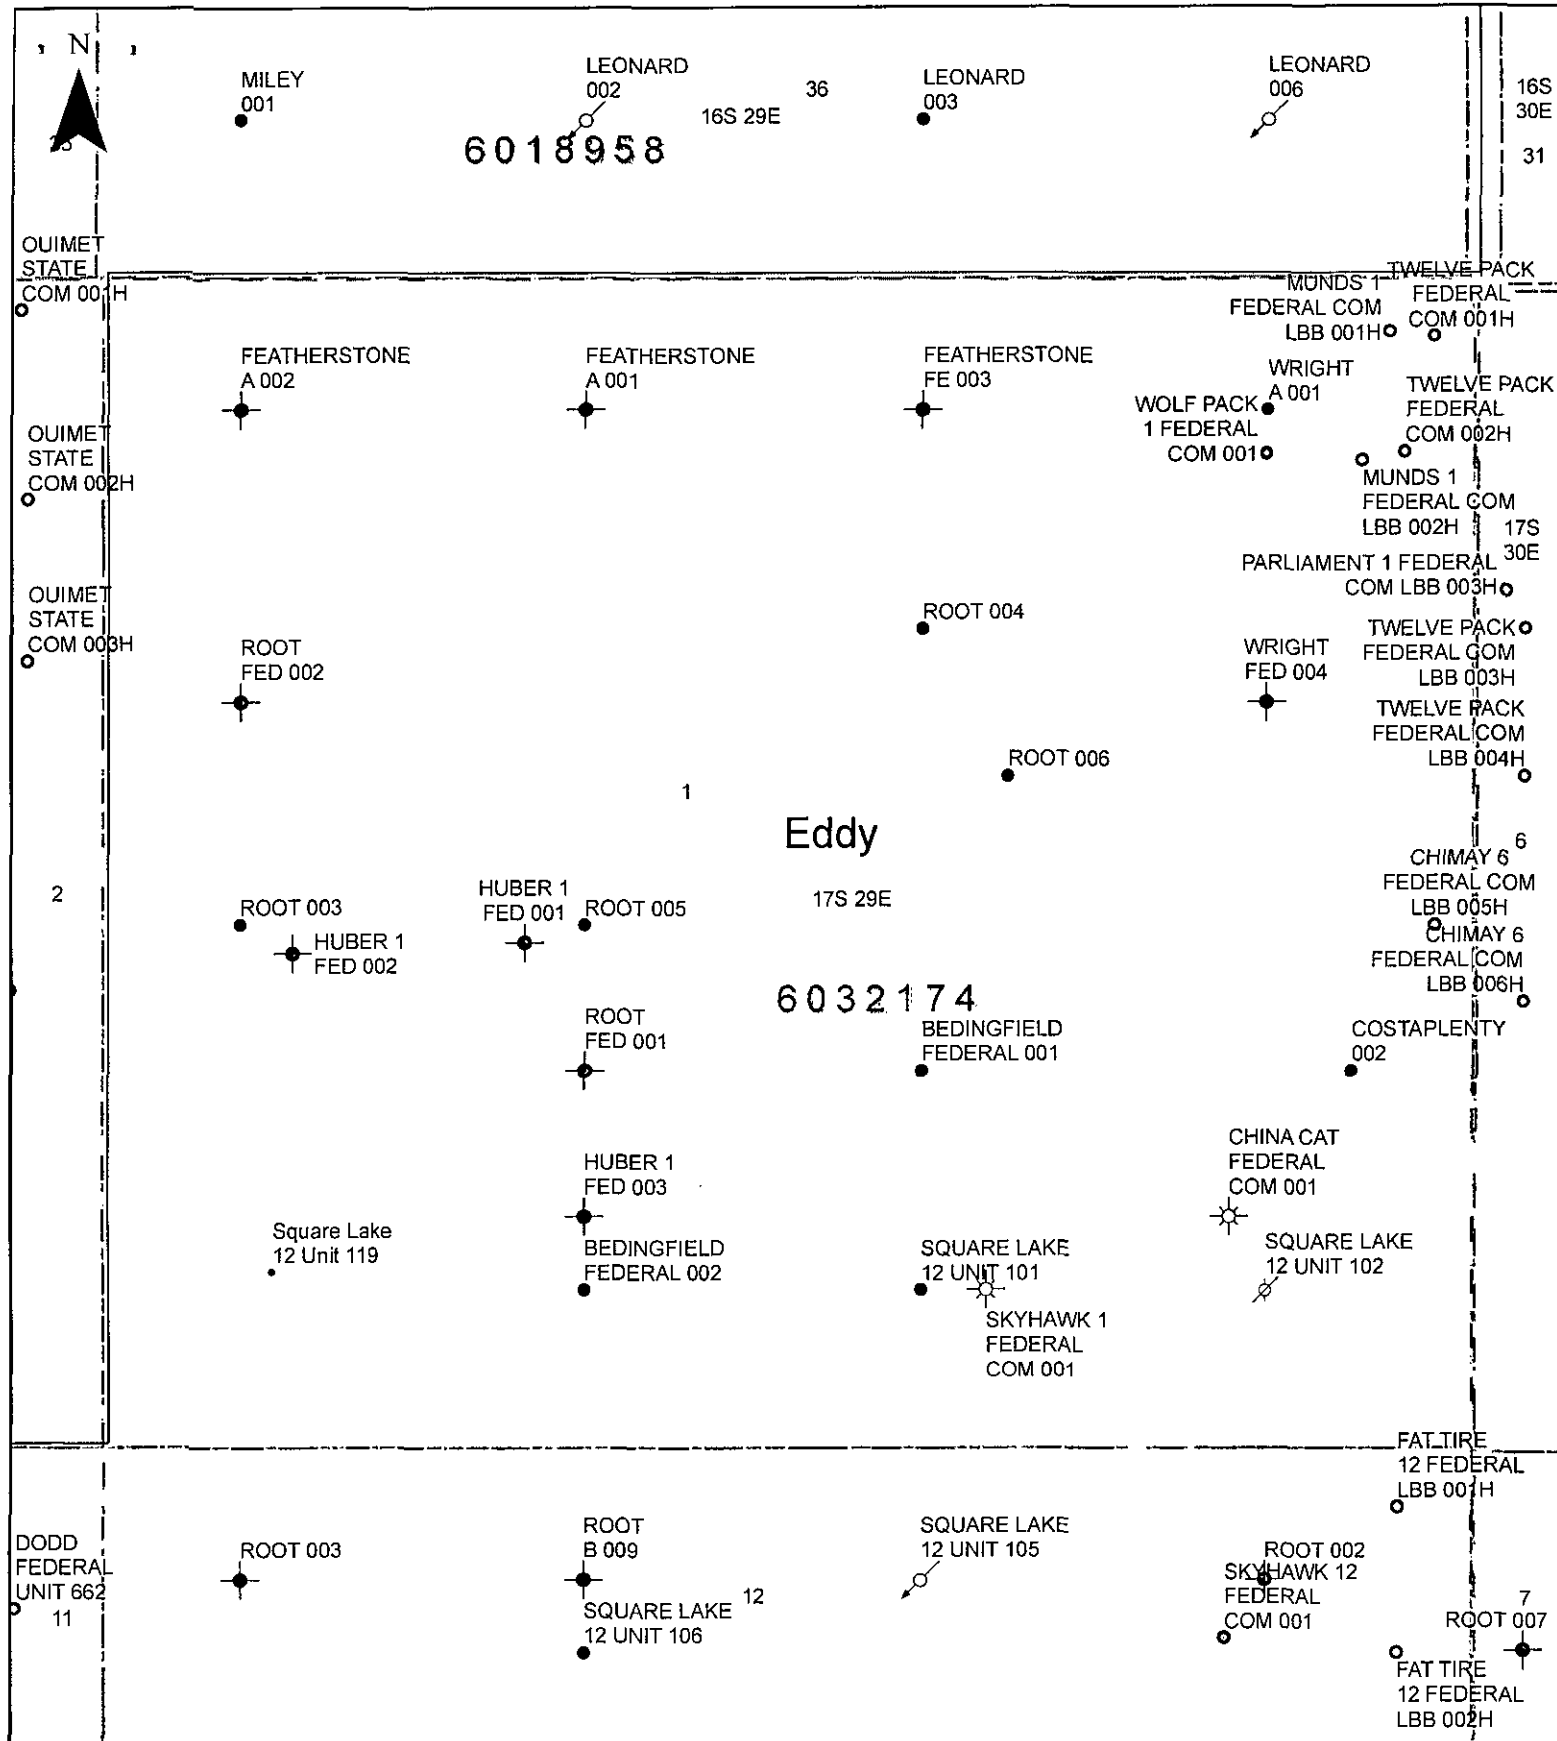 N
MILEY
001
LEONARD
002
36
16S 29E
LEONARD
003
LEONARD
006
16S
30E
31
6018958
OUIMET
STATE
COM 001H
MUNDS 1
FEDERAL COM
LBB 001H
TWELVE PACK
FEDERAL
COM 001H
FEATHERSTONE
A 002
FEATHERSTONE
A 001
FEATHERSTONE
FE 003
WRIGHT
A 001
WOLF PACK
1 FEDERAL
COM 001
TWELVE PACK
FEDERAL
COM 002H
OUIMET
STATE
COM 002H
MUNDS 1
FEDERAL COM
LBB 002H
17S
30E
PARLIAMENT 1 FEDERAL
COM LBB 003H
OUIMET
STATE
COM 003H
ROOT 004
TWELVE PACK
FEDERAL COM
LBB 003H
ROOT
FED 002
WRIGHT
FED 004
TWELVE PACK
FEDERAL COM
LBB 004H
ROOT 006
1
Eddy
6
CHIMAY 6
FEDERAL COM
LBB 005H
2
17S 29E
ROOT 003
HUBER 1
FED 001
ROOT 005
HUBER 1
FED 002
CHIMAY 6
FEDERAL COM
LBB 006H
6032174
ROOT
FED 001
BEDINGFIELD
FEDERAL 001
COSTAPLENTY
002
CHINA CAT
FEDERAL
COM 001
HUBER 1
FED 003
Square Lake
12 Unit 119
BEDINGFIELD
FEDERAL 002
SQUARE LAKE
12 UNIT 101
SQUARE LAKE
12 UNIT 102
SKYHAWK 1
FEDERAL
COM 001
FAT TIRE
12 FEDERAL
LBB 001H
DODD
FEDERAL
UNIT 662
11
ROOT 003
ROOT
B 009
SQUARE LAKE
12 UNIT 105
ROOT 002
SKYHAWK 12
FEDERAL
COM 001
12
SQUARE LAKE
12 UNIT 106
7
ROOT 007
FAT TIRE
12 FEDERAL
LBB 002H